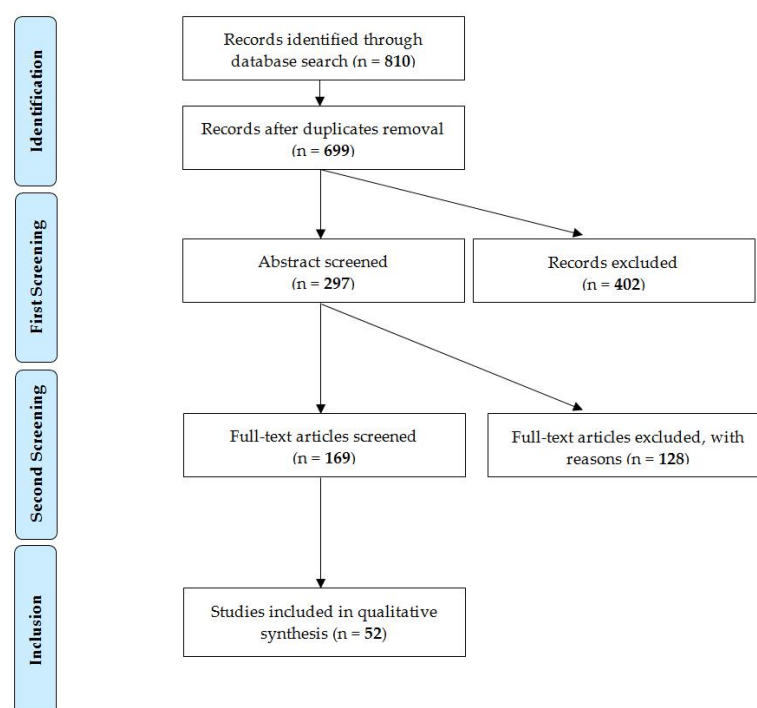 Identification
Records identified through
database search (n = 810)
Records after duplicates removal
(n = 699)
First Screening
Abstract screened
(n = 297)
Records excluded
(n = 402)
Second Screening
Full-text articles screened
(n = 169)
Full-text articles excluded, with
reasons (n = 128)
Inclusion
Studies included in qualitative
synthesis (n = 52)